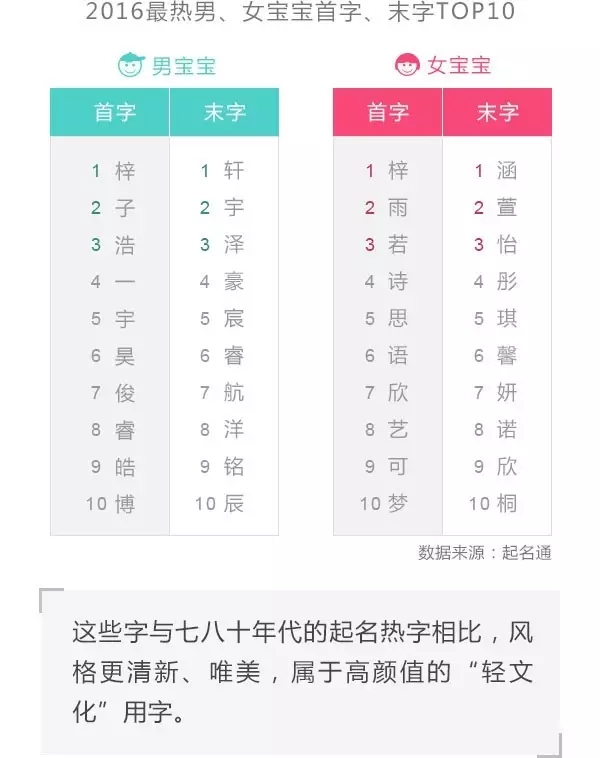 2016最热男、女宝宝首字、末字TOP10
男宝宝 女宝宝
首字 末字 首字 末字
1 梓 1 轩 1 梓 1 涵
2 子 2 宇 2 雨 2 萱
3 浩 3 泽 3 若 3 怡
4 一 4 豪 4 诗 4 彤
5 宇 5 宸 5 思 5 琪
6 昊 6 睿 6 语 6 馨
7 俊 7 航 7 欣 7 妍
8 睿 8 洋 8 艺 8 诺
9 皓 9 铭 9 可 9 欣
10 博 10 辰 10 梦 10 桐
数据来源：起名通
这些字与七八十年代的起名热字相比，风
格更清新、唯美，属于高颜值的“轻文
化”用字。